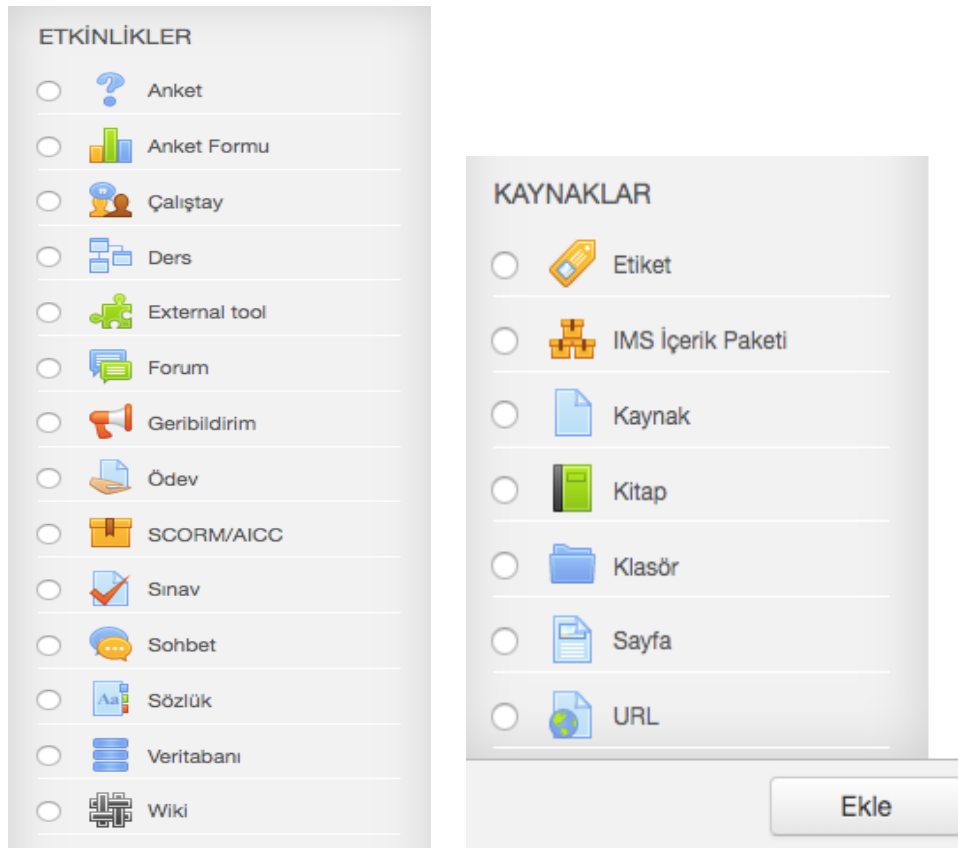 ETKİNLİKLER
Anket
Anket Formu
Çalıştay
Ders
External tool
Forum
Geribildirim
Ödev
SCORM/AICC
Sınav
Sohbet
Aa
Sözlük
Veritabanı
Wiki
KAYNAKLAR
Etiket
IMS İçerik Paketi
Kaynak
Kitap
Klasör
Sayfa
URL
Ekle